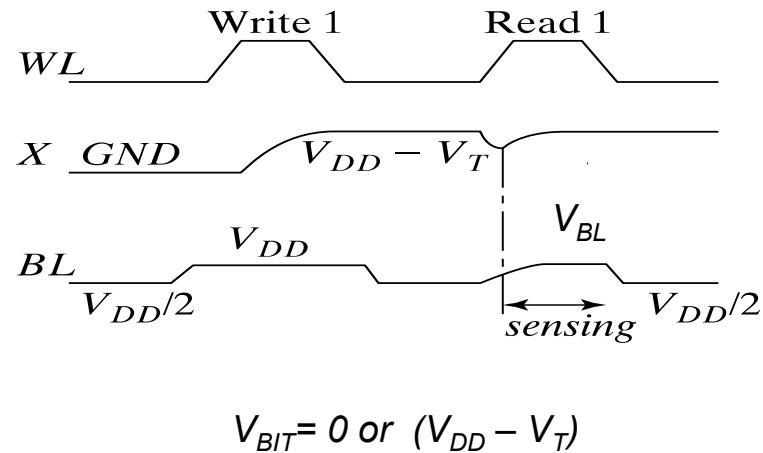 Write 1 Read 1
WL
X GND V_DD − V_T
V_BL
V_DD
BL
V_DD/2 V_DD/2
sensing
V_BIT= 0 or (V_DD – V_T)